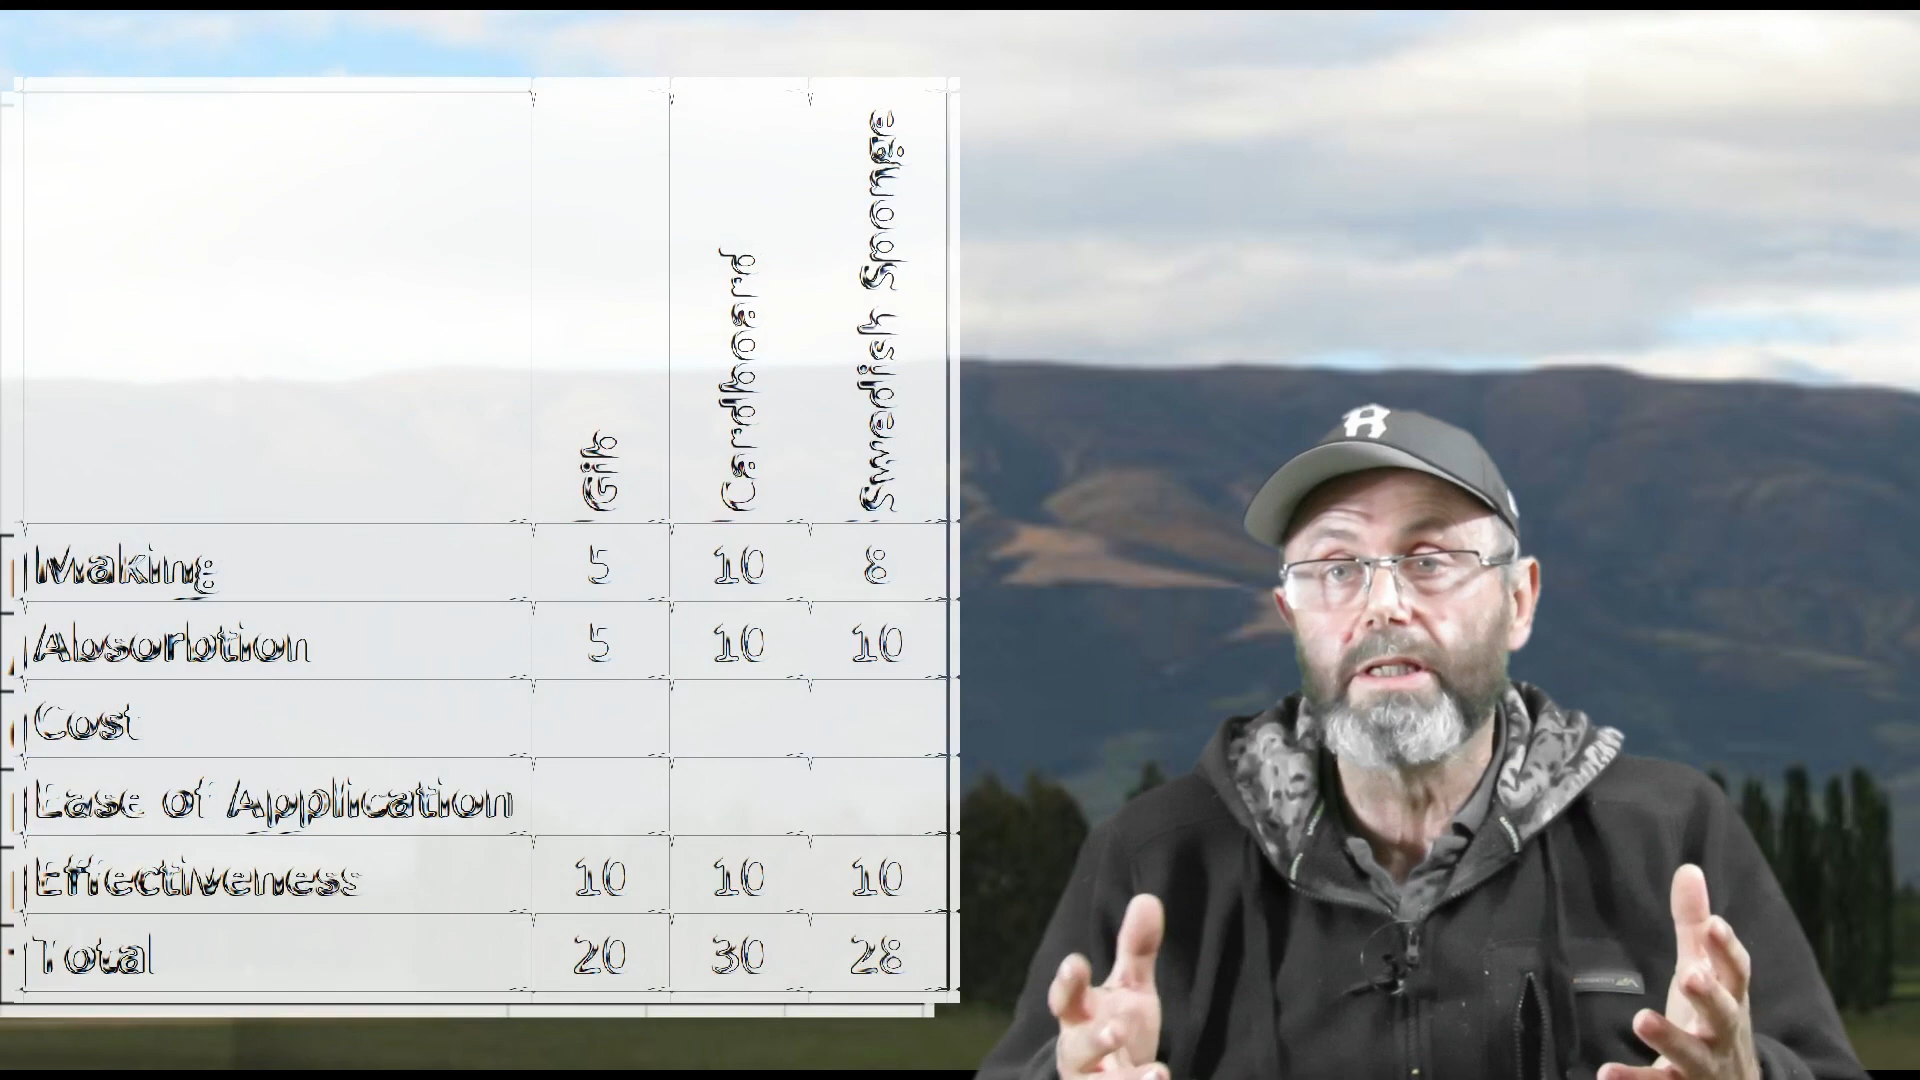 Gib Cardboard Swedish Sponge
Making 5 10 8
Absorbtion 5 10 10
Cost
Ease of Application
Effectiveness 10 10 10
Total 20 30 28